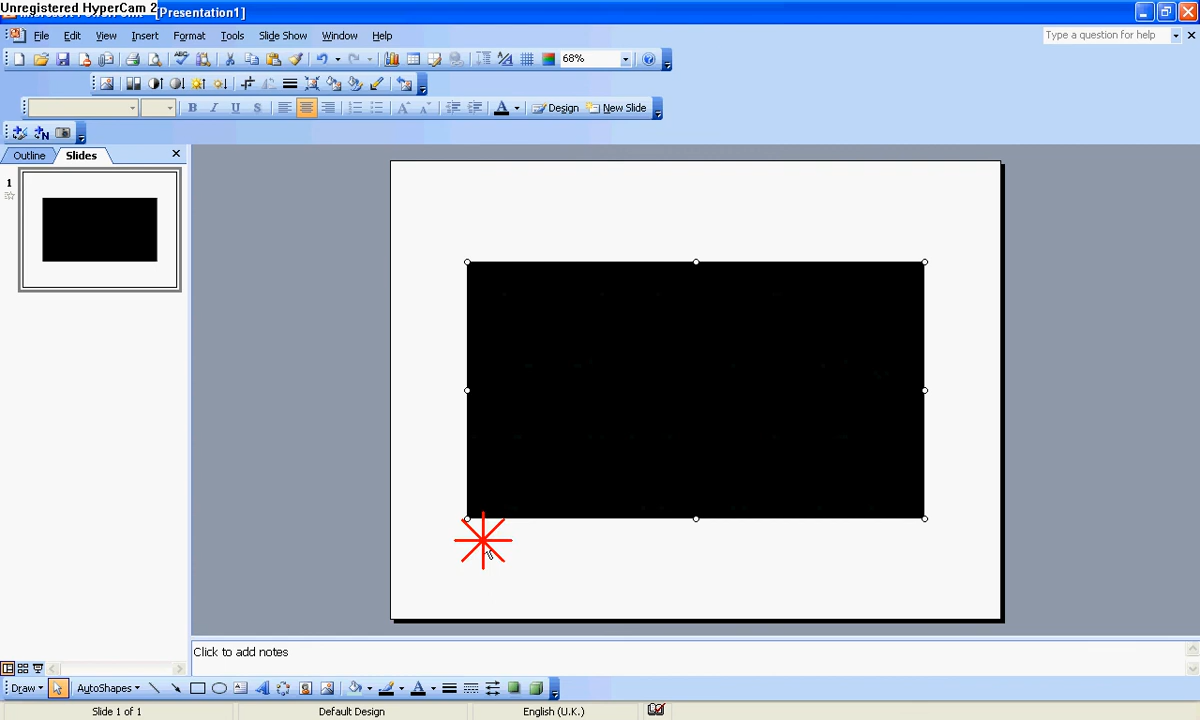 Unregistered HyperCam 2
[Presentation1]
File Edit View Insert Format Tools Slide Show Window Help
Type a question for help
68%
B I U S A A A Design New Slide
N
Outline Slides
1
Click to add notes
Draw AutoShapes A A
Slide 1 of 1 Default Design English (U.K.)